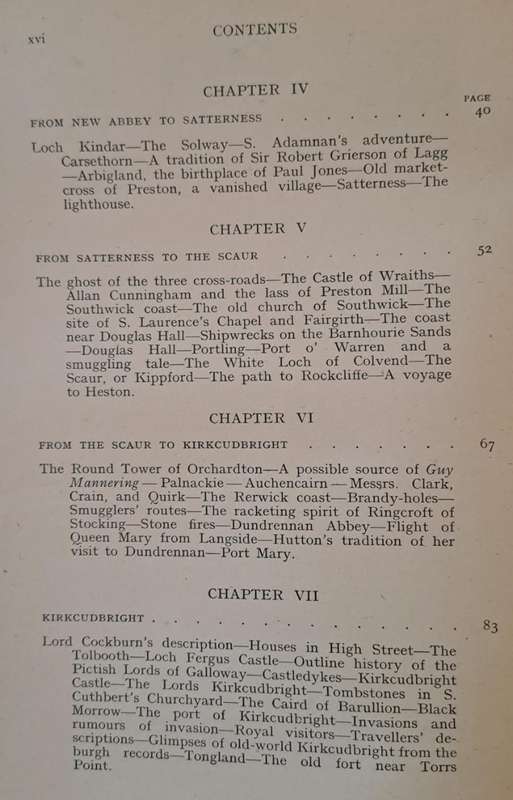 xvi
CONTENTS
CHAPTER IV
PAGE
FROM NEW ABBEY TO SATTERNESS . . . . . . . . 40
Loch Kindar—The Solway—S. Adamnan's adventure—
Carsethorn—A tradition of Sir Robert Grierson of Lagg
—Arbigland, the birthplace of Paul Jones—Old market-
cross of Preston, a vanished village—Satterness—The
lighthouse.
CHAPTER V
FROM SATTERNESS TO THE SCAUR . . . . . . . . 52
The ghost of the three cross-roads—The Castle of Wraiths—
Allan Cunningham and the lass of Preston Mill—The
Southwick coast—The old church of Southwick—The
site of S. Laurence's Chapel and Fairgirth—The coast
near Douglas Hall—Shipwrecks on the Barnhourie Sands
—Douglas Hall—Portling—Port o' Warren and a
smuggling tale—The White Loch of Colvend—The
Scaur, or Kippford—The path to Rockcliffe—A voyage
to Heston.
CHAPTER VI
FROM THE SCAUR TO KIRKCUDBRIGHT . . . . . . . 67
The Round Tower of Orchardton—A possible source of Guy
Mannering—Palnackie—Auchencairn—Messrs. Clark,
Crain, and Quirk—The Rerwick coast—Brandy-holes—
Smugglers' routes—The racketing spirit of Ringcroft of
Stocking—Stone fires—Dundrennan Abbey—Flight of
Queen Mary from Langside—Hutton's tradition of her
visit to Dundrennan—Port Mary.
CHAPTER VII
KIRKCUDBRIGHT . . . . . . . . . . . . . . 83
Lord Cockburn's description—Houses in High Street—The
Tolbooth—Loch Fergus Castle—Outline history of the
Pictish Lords of Galloway—Castledykes—Kirkcudbright
Castle—The Lords Kirkcudbright—Tombstones in S.
Cuthbert's Churchyard—The Caird of Barullion—Black
Morrow—The port of Kirkcudbright—Invasions and
rumours of invasion—Royal visitors—Travellers' de-
scriptions—Glimpses of old-world Kirkcudbright from the
burgh records—Tongland—The old fort near Torrs
Point.